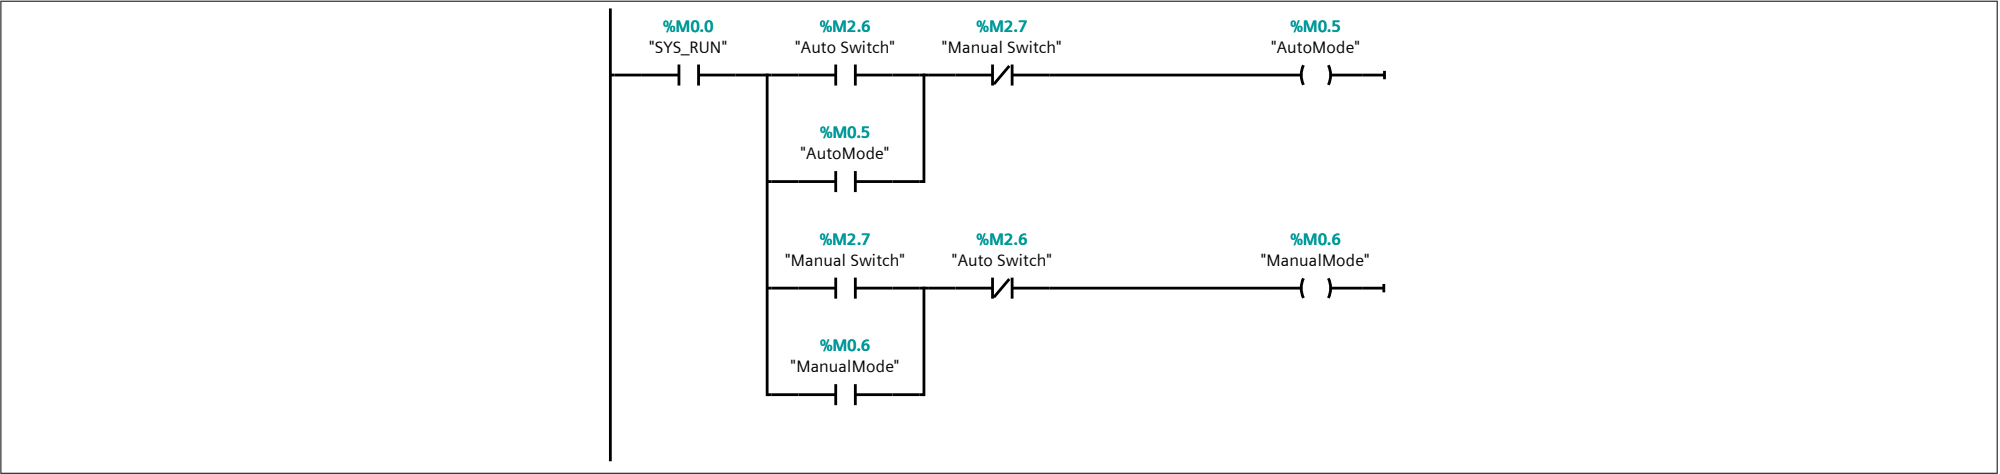 %M0.0
"SYS_RUN"
%M2.6
"Auto Switch"
%M2.7
"Manual Switch"
%M0.5
"AutoMode"
%M0.5
"AutoMode"
%M2.7
"Manual Switch"
%M2.6
"Auto Switch"
%M0.6
"ManualMode"
%M0.6
"ManualMode"